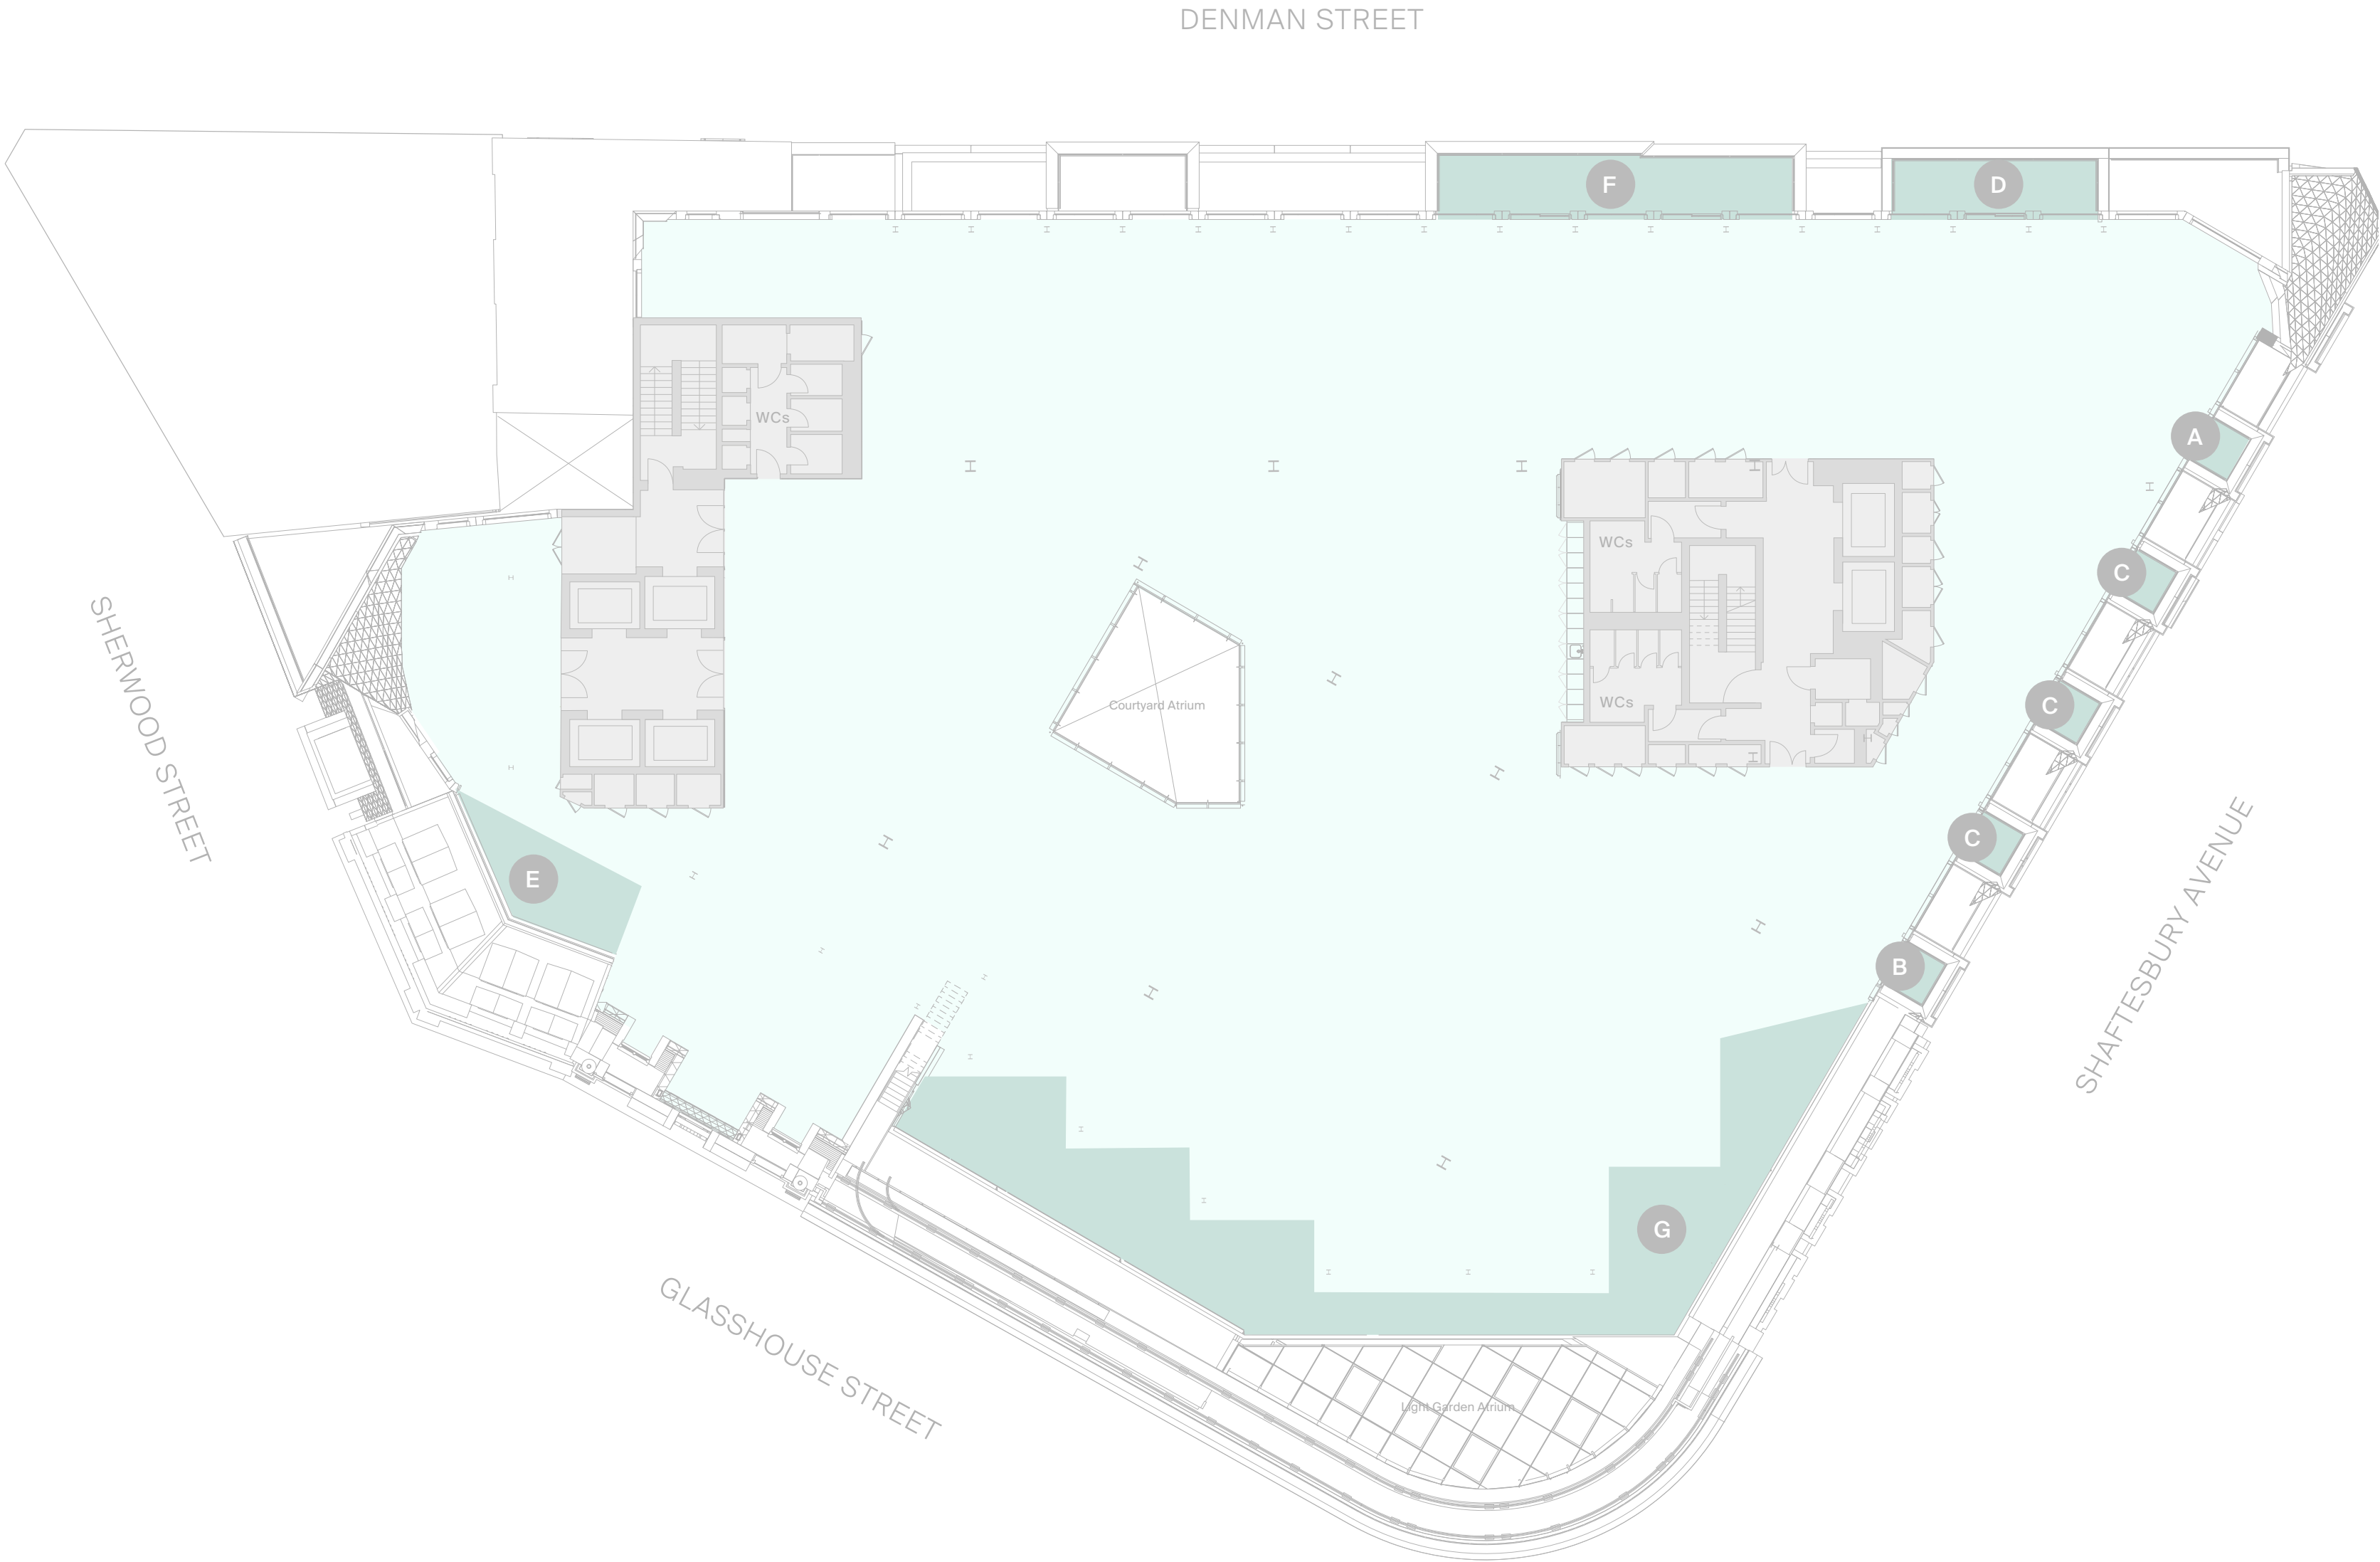 DENMAN STREET
F
D
WCs
A
WCs
C
SHERWOOD STREET
WCs
Courtyard Atrium
C
C
E
SHAFTESBURY AVENUE
B
G
GLASSHOUSE STREET
Light Garden Atrium